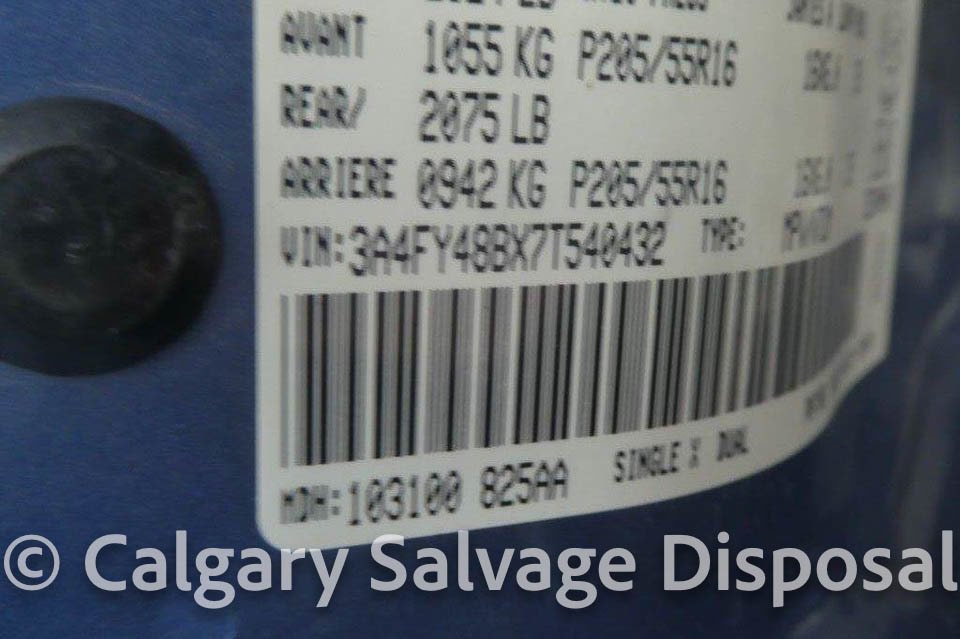 AVANT 1055 KG P205/55R16
REAR/ 2075 LB
ARRIERE 0942 KG P205/55R16
VIN:3A4FY48BX7T540432 TYPE:
MDH:103100 825AA SINGLE X DUAL
© Calgary Salvage Disposal